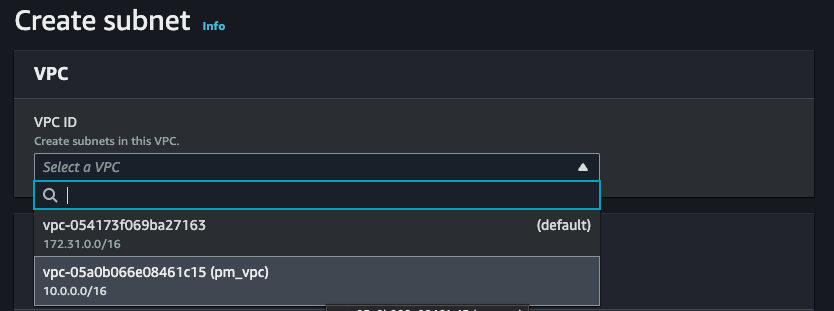 Create subnet Info
VPC
VPC ID
Create subnets in this VPC.
Select a VPC
vpc-054173f069ba27163 (default)
172.31.0.0/16
vpc-05a0b066e08461c15 (pm_vpc)
10.0.0.0/16